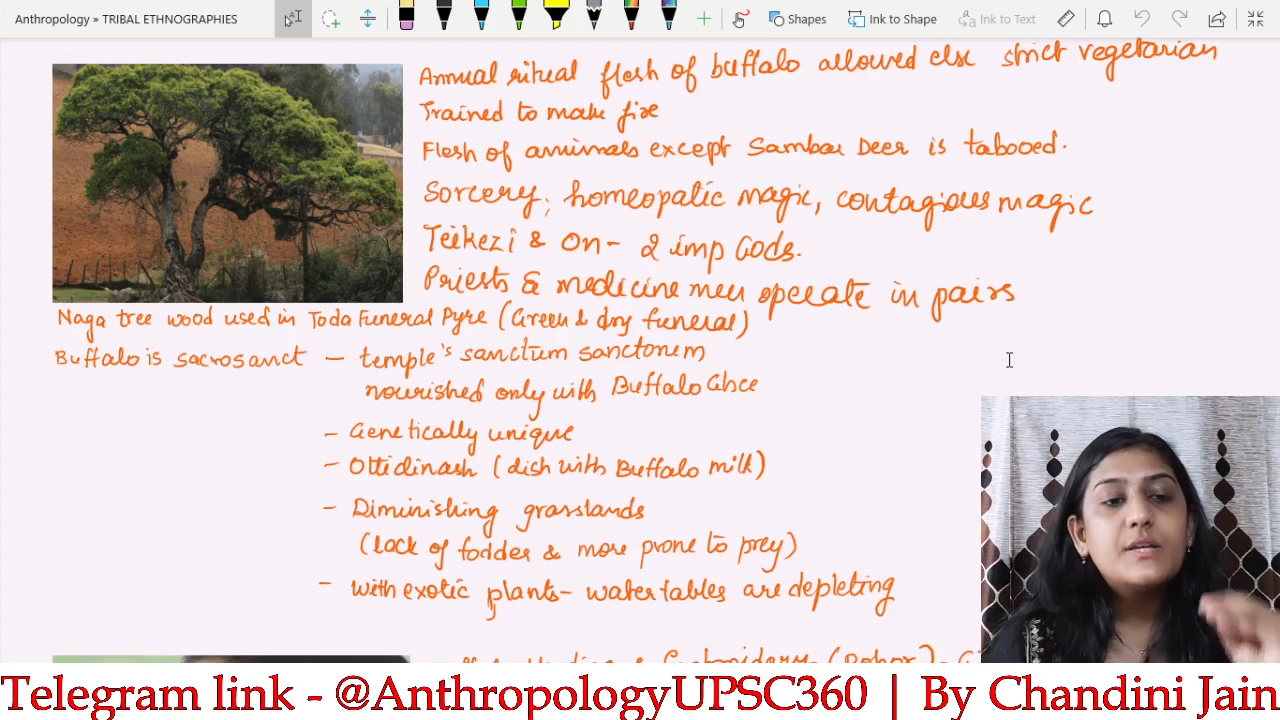 Anthropology » TRIBAL ETHNOGRAPHIES
Shapes
Ink to Shape
Ink to Text
Annual ritual flesh of buffalo allowed else strict vegetarian
Trained to make fire
Flesh of animals except Sambar Deer is tabooed.
Sorcery, homeopatic magic, contagious magic
Teikezi & On - 2 imp Gods.
Priests & medicine men operate in pairs
Naga tree wood used in Toda Funeral Pyre (Green & dry funeral)
Buffalo is sacrosanct - temple's sanctum sanctonem
nourished only with Buffalo Ghee
- Genetically unique
- Ottidinash (dish with Buffalo milk)
- Diminishing grasslands
(lack of fodder & more prone to prey)
- with exotic plants - water tables are depleting
Telegram link - @AnthropologyUPSC360 | By Chandini Jain